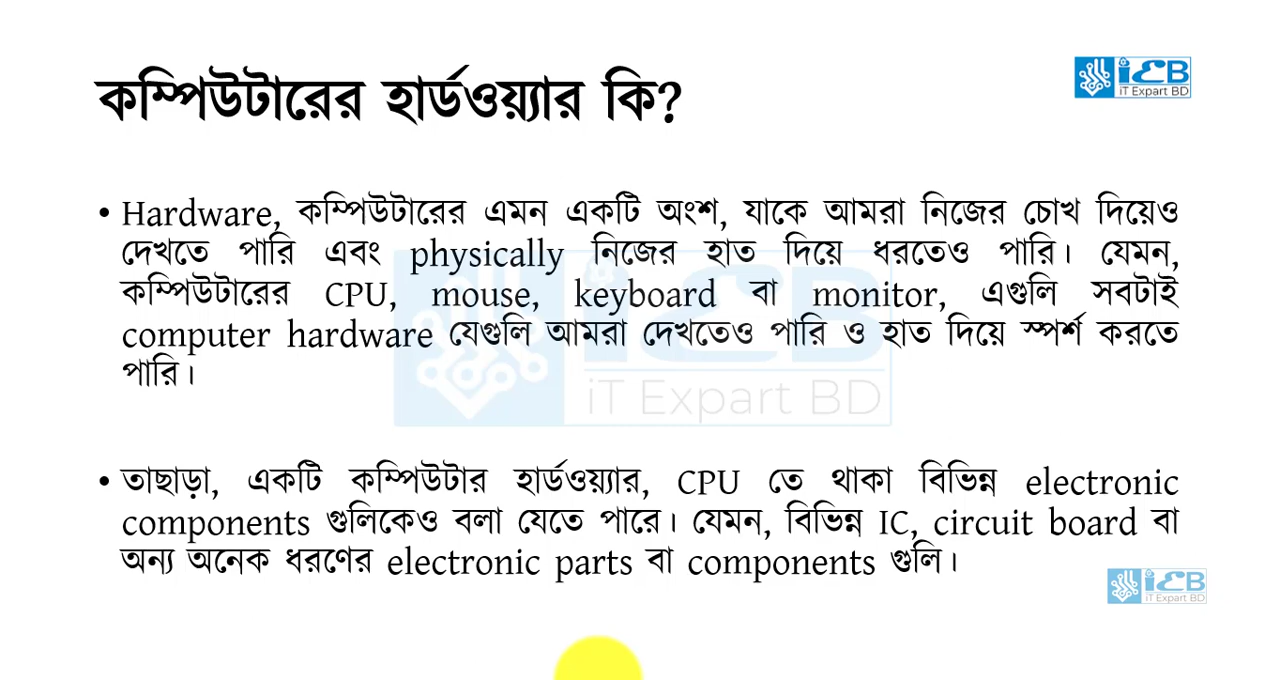 কম্পিউটারের হার্ডওয়্যার কি?
iEB
iT Expart BD
• Hardware, কম্পিউটারের এমন একটি অংশ, যাকে আমরা নিজের চোখ দিয়েও
দেখতে পারি এবং physically নিজের হাত দিয়ে ধরতেও পারি। যেমন,
কম্পিউটারের CPU, mouse, keyboard বা monitor, এগুলি সবটাই
computer hardware যেগুলি আমরা দেখতেও পারি ও হাত দিয়ে স্পর্শ করতে
পারি।
iEB
iT Expart BD
• তাছাড়া, একটি কম্পিউটার হার্ডওয়্যার, CPU তে থাকা বিভিন্ন electronic
components গুলিকেও বলা যেতে পারে। যেমন, বিভিন্ন IC, circuit board বা
অন্য অনেক ধরণের electronic parts বা components গুলি।
iEB
iT Expart BD